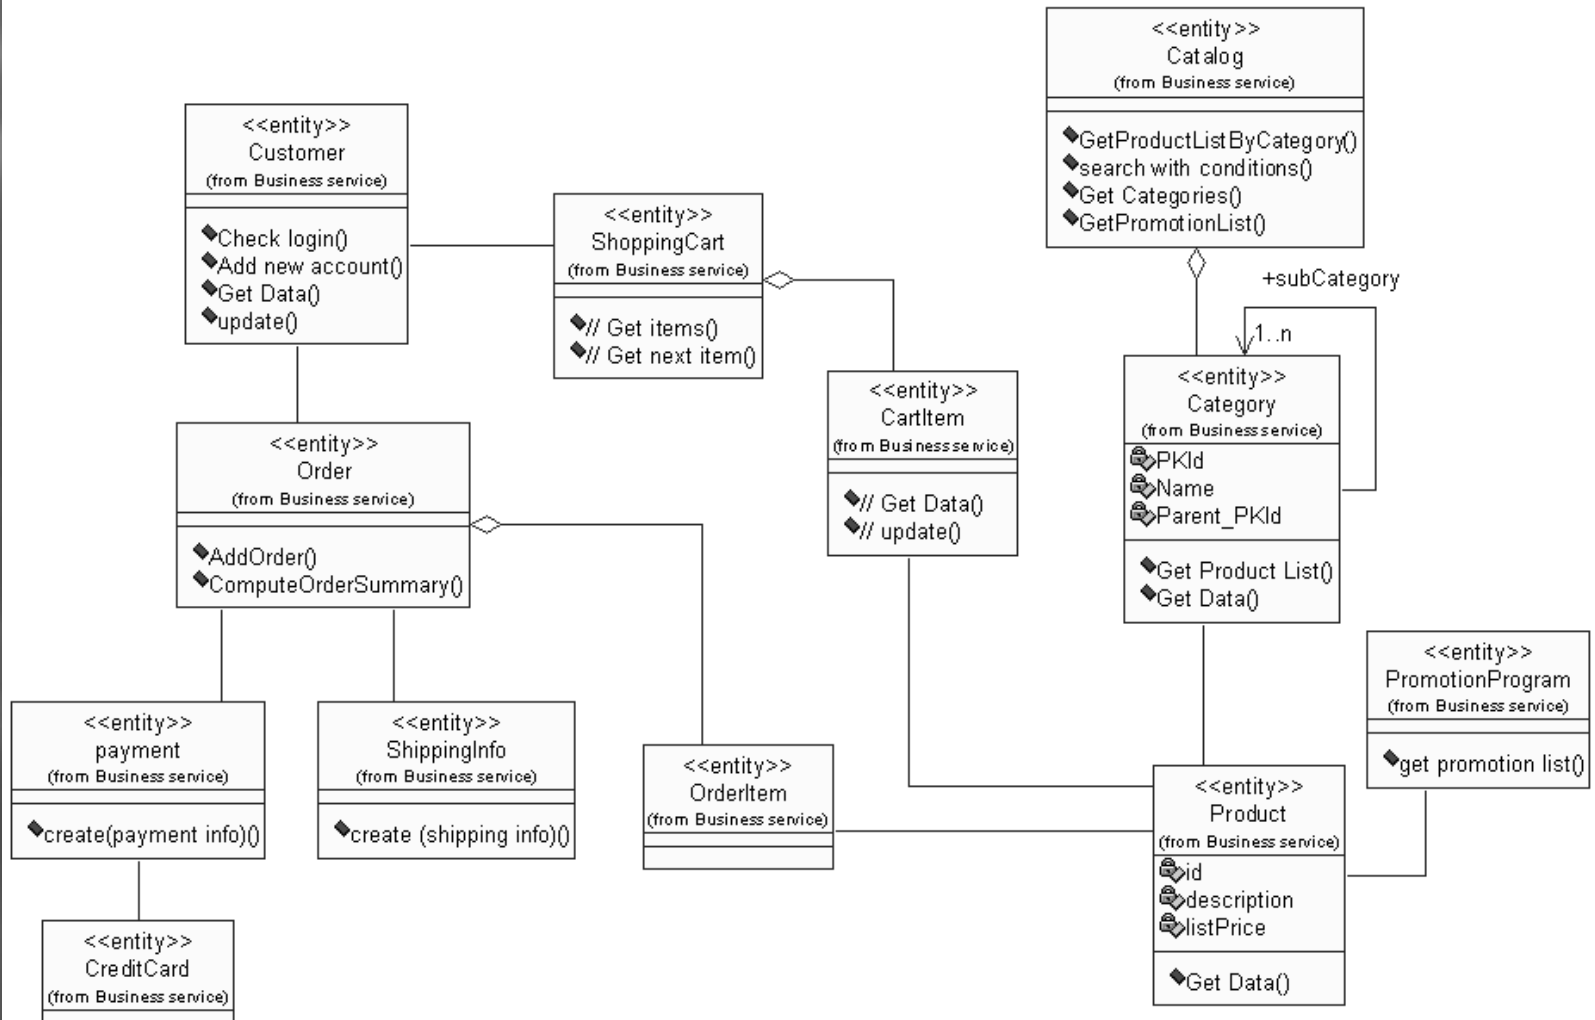 <<entity>>
Catalog
(from Business service)
GetProductListByCategory()
search with conditions()
Get Categories()
GetPromotionList()
<<entity>>
Customer
(from Business service)
Check login()
Add new account()
Get Data()
update()
<<entity>>
ShoppingCart
(from Business service)
// Get items()
// Get next item()
+subCategory
1..n
<<entity>>
CartItem
(from Business service)
// Get Data()
// update()
<<entity>>
Category
(from Business service)
PKId
Name
Parent_PKId
Get Product List()
Get Data()
<<entity>>
Order
(from Business service)
AddOrder()
ComputeOrderSummary()
<<entity>>
PromotionProgram
(from Business service)
get promotion list()
<<entity>>
payment
(from Business service)
create(payment info)()
<<entity>>
ShippingInfo
(from Business service)
create (shipping info)()
<<entity>>
OrderItem
(from Business service)
<<entity>>
Product
(from Business service)
id
description
listPrice
Get Data()
<<entity>>
CreditCard
(from Business service)